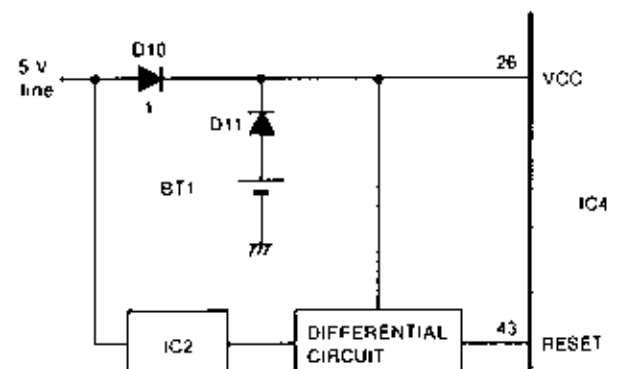 D10
5 V
line
1
26
VCC
D11
BT1
IC4
IC2
DIFFERENTIAL
CIRCUIT
43
RESET